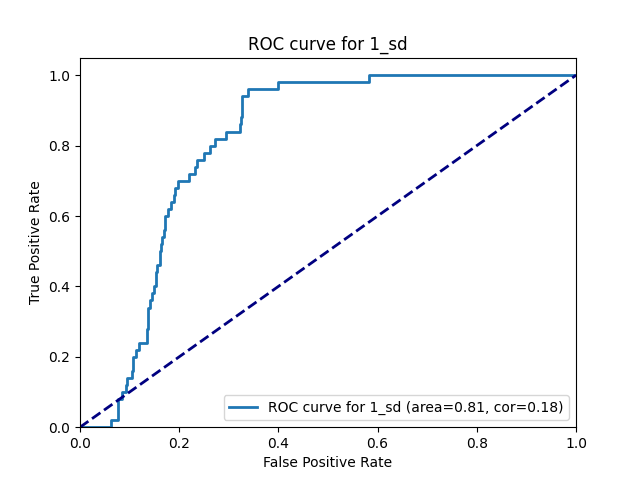 ROC curve for 1_sd
1.0
0.8
0.6
0.4
0.2
0.0
True Positive Rate
ROC curve for 1_sd (area=0.81, cor=0.18)
0.0 0.2 0.4 0.6 0.8 1.0
False Positive Rate